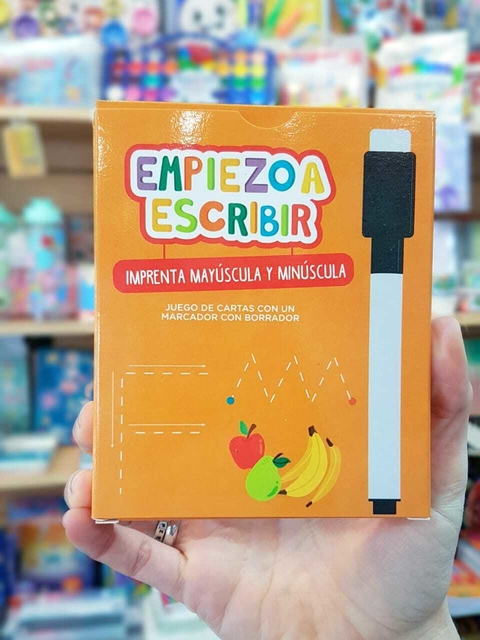 EMPIEZO A
ESCRIBIR
IMPRENTA MAYÚSCULA Y MINÚSCULA
JUEGO DE CARTAS CON UN
MARCADOR CON BORRADOR